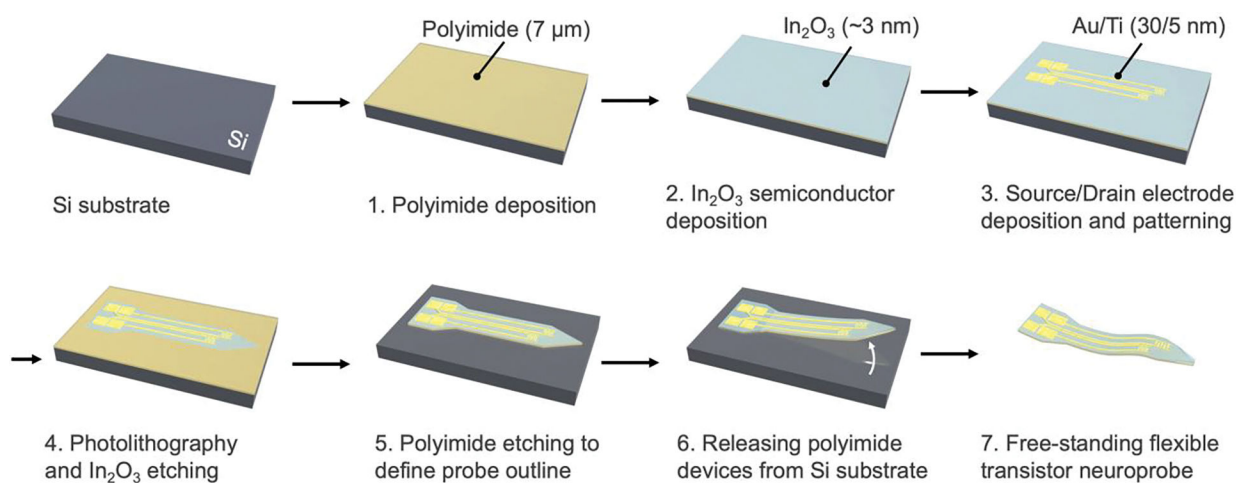 Polyimide (7 µm)
In₂O₃ (~3 nm)
Au/Ti (30/5 nm)
Si
Si substrate
1. Polyimide deposition
2. In₂O₃ semiconductor
deposition
3. Source/Drain electrode
deposition and patterning
4. Photolithography
and In₂O₃ etching
5. Polyimide etching to
define probe outline
6. Releasing polyimide
devices from Si substrate
7. Free-standing flexible
transistor neuroprobe